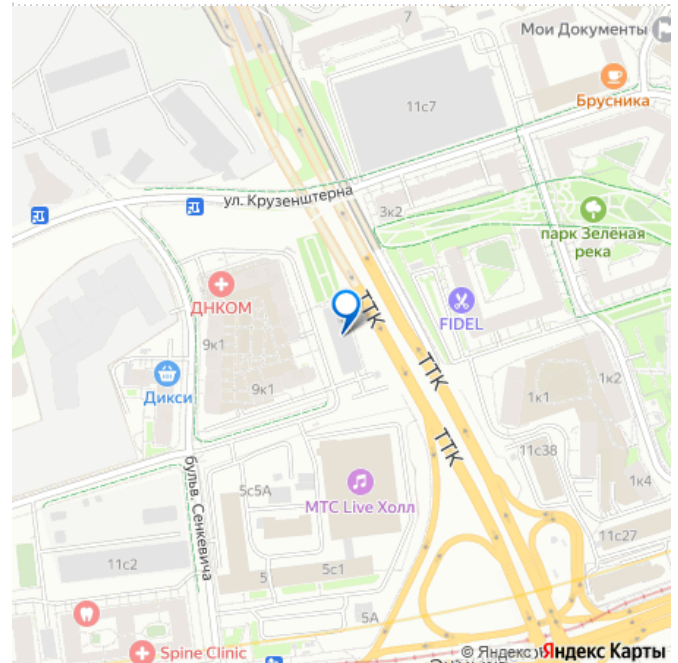 7
Мои Документы
Брусника
11с7
ул. Крузенштерна
3к2
парк Зелёная
река
ДНКОМ
ТТК
FIDEL
9к1
ТТК
Дикси
9к1
1к1
1к2
ТТК
11с38
5с5А
МТС Live Холл
1к4
бульв. Сенкевича
11с2
5
5с1
11с27
5А
Spine Clinic
© Яндекс
Яндекс Карты